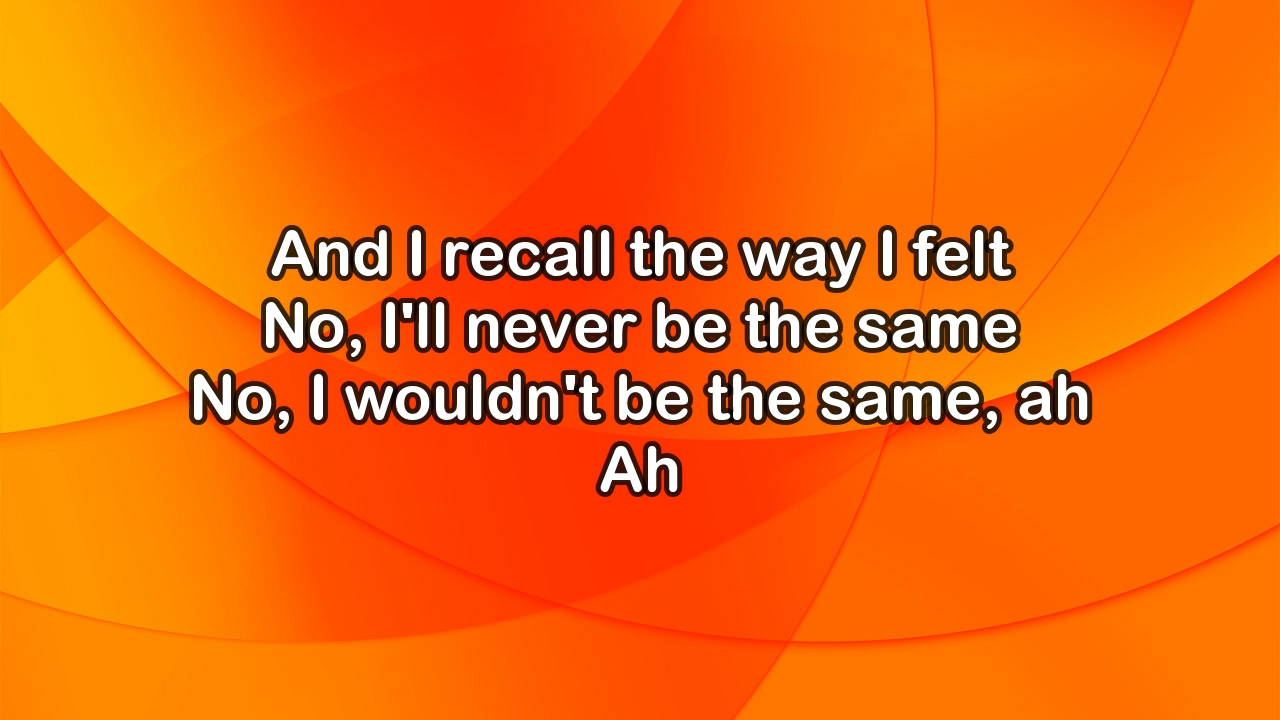 And I recall the way I felt
No, I'll never be the same
No, I wouldn't be the same, ah
Ah